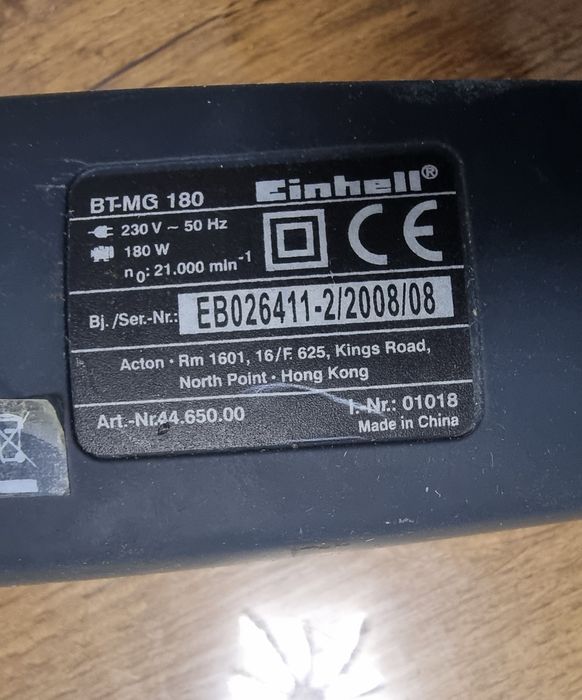 BT-MG 180 Einhell®
230 V ~ 50 Hz
180 W
n0: 21.000 min-1
CE
Bj. /Ser.-Nr.: EB026411-2/2008/08
Acton · Rm 1601, 16/F. 625, Kings Road,
North Point · Hong Kong
Art.-Nr.44.650.00 I.-Nr.: 01018
Made in China